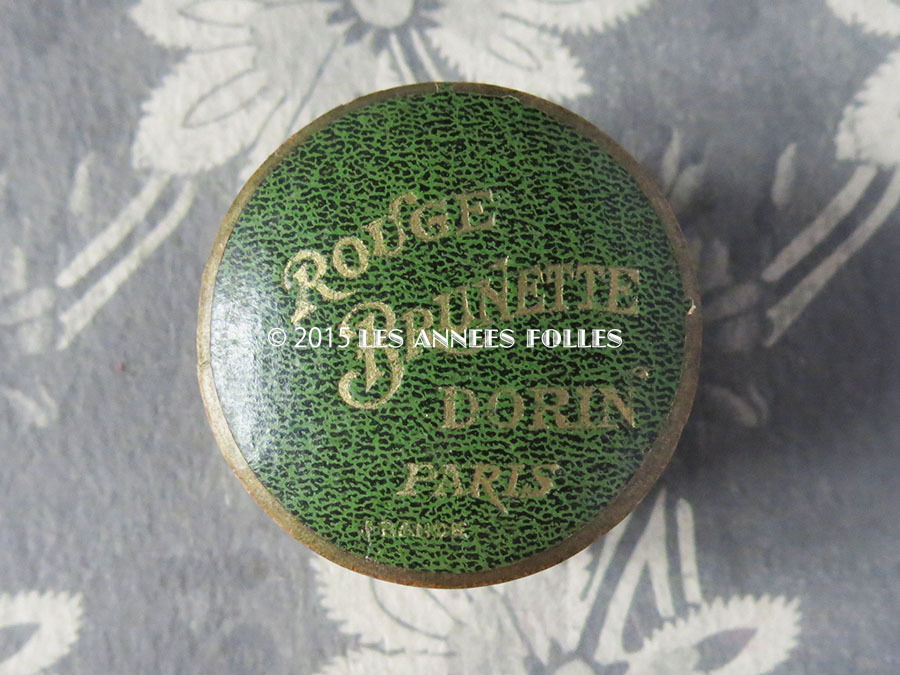 ROUGE
BRUNETTE
© 2015 LES ANNEES FOLLES
DORIN
PARIS
FRANCE